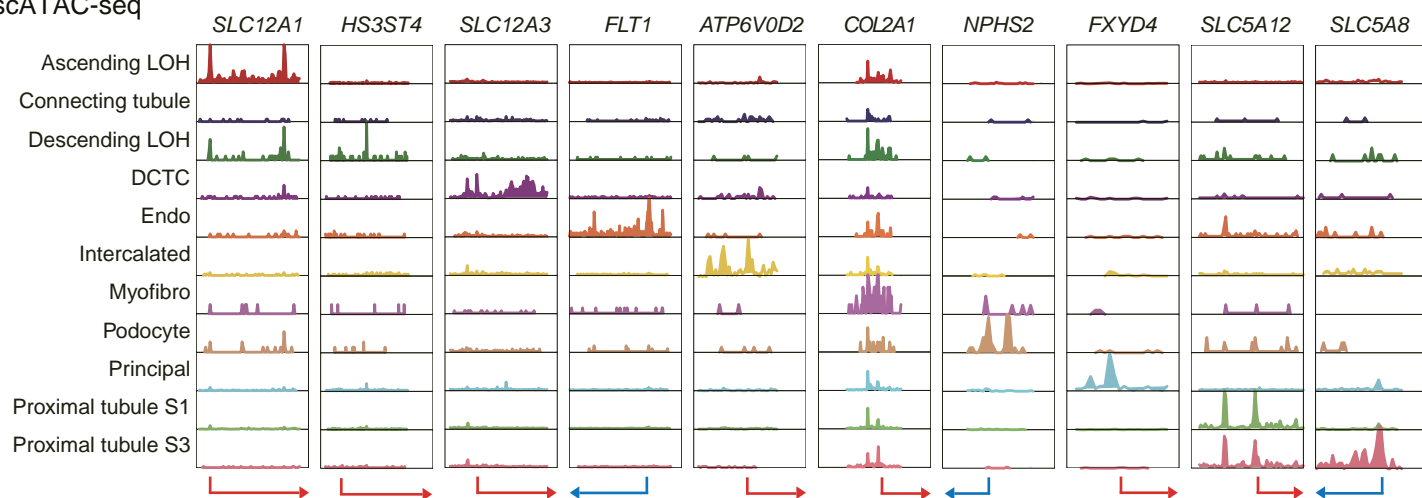 scATAC-seq
SLC12A1 HS3ST4 SLC12A3 FLT1 ATP6V0D2 COL2A1 NPHS2 FXYD4 SLC5A12 SLC5A8
Ascending LOH
Connecting tubule
Descending LOH
DCTC
Endo
Intercalated
Myofibro
Podocyte
Principal
Proximal tubule S1
Proximal tubule S3